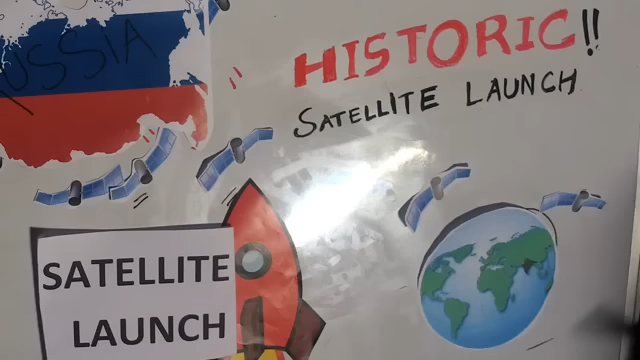 RUSSIA
HISTORIC!!
SATELLITE LAUNCH
SATELLITE
LAUNCH